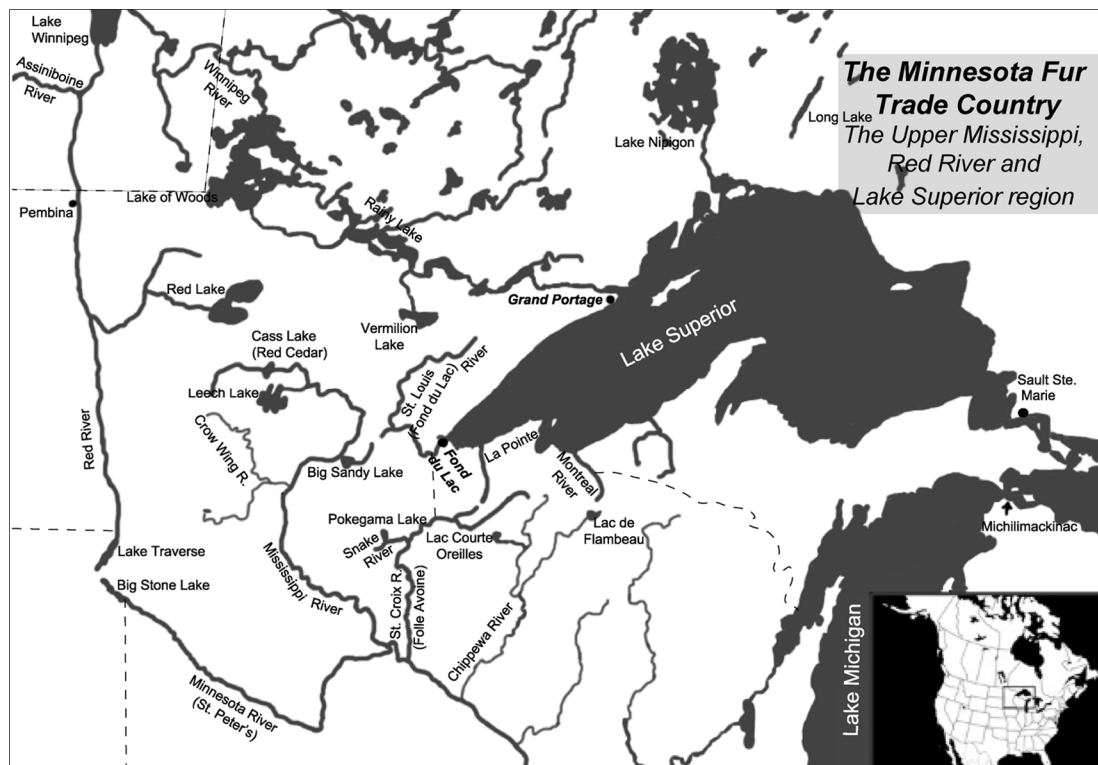 Lake
Winnipeg
Assiniboine
River
Winnipeg
River
The Minnesota Fur
Trade Country
The Upper Mississippi,
Red River and
Lake Superior region
Long Lake
Lake Nipigon
Lake of Woods
Pembina
Rainy Lake
Red Lake
Grand Portage
Vermilion
Lake
Lake Superior
Cass Lake
(Red Cedar)
Leech Lake
St. Louis
(Fond du Lac)
River
Sault Ste.
Marie
Red River
Crow Wing R.
Big Sandy Lake
Fond
du Lac
La Pointe
Montreal
River
Michilimackinac
Pokegama Lake
Snake
River
Lac Courte
Oreilles
Lac de
Flambeau
Lake Traverse
Big Stone Lake
Mississippi River
St. Croix R.
(Folle Avoine)
Chippewa River
Minnesota River
(St. Peter's)
Lake Michigan